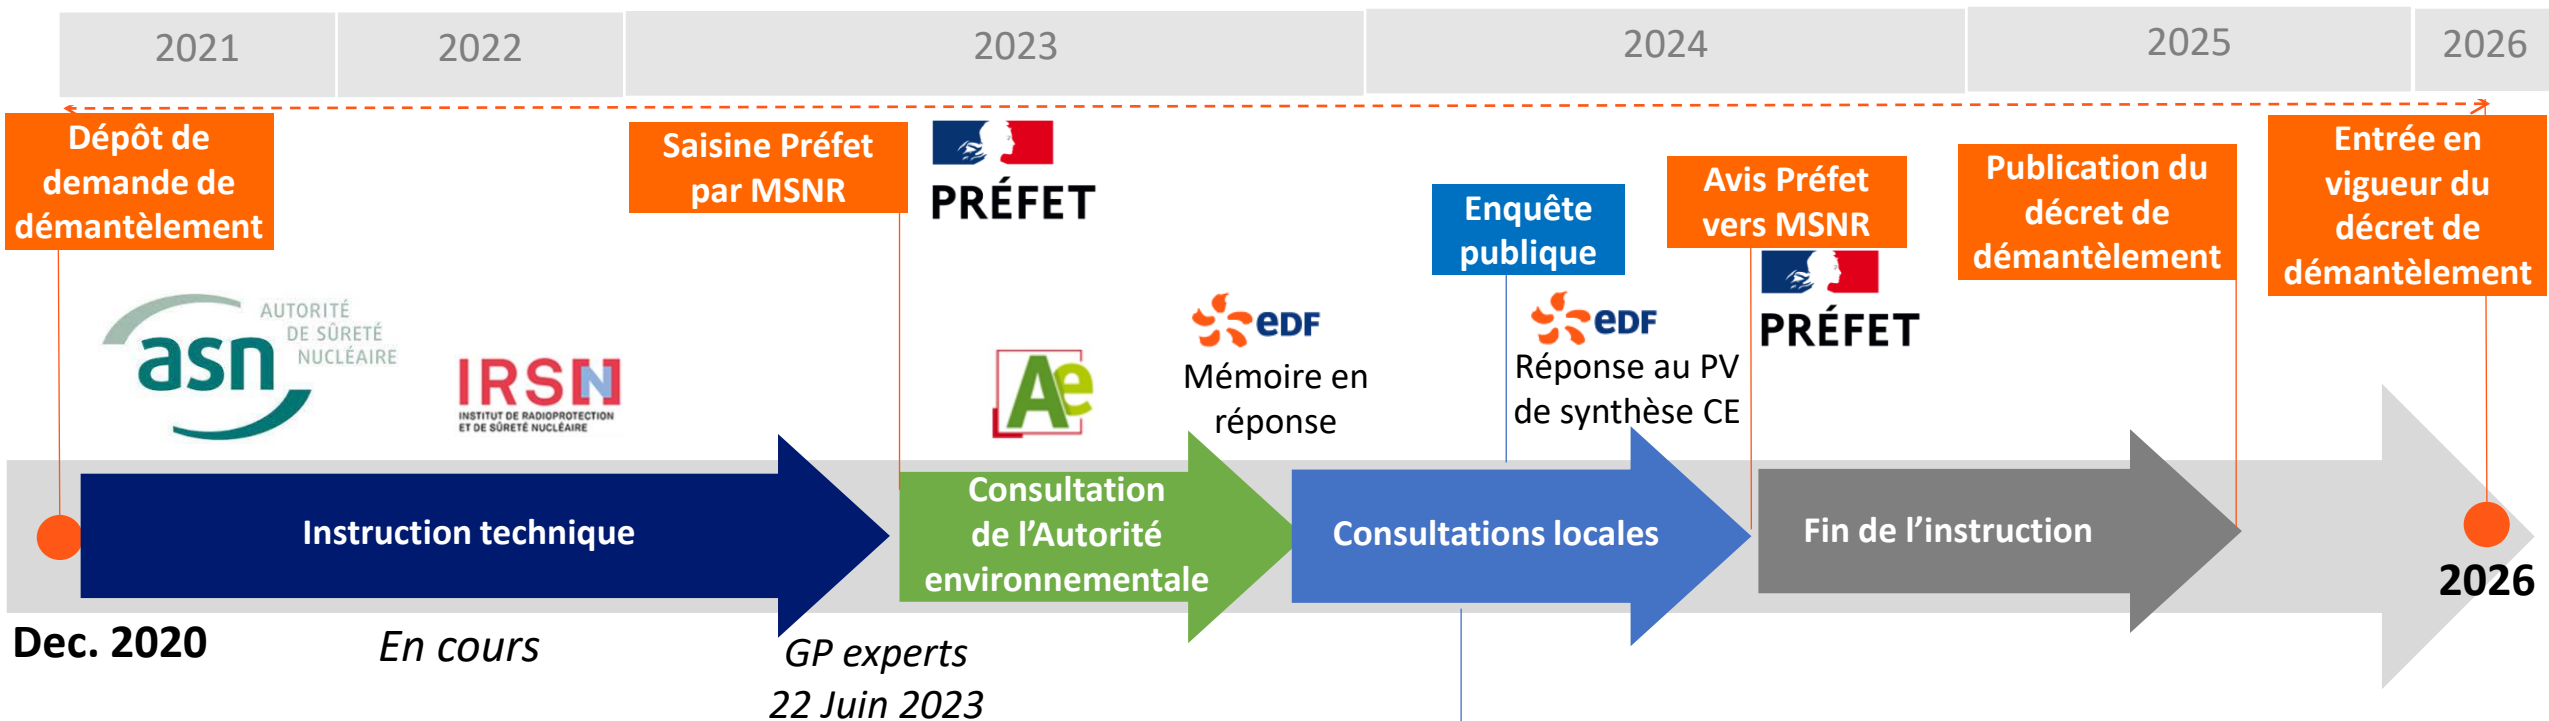 2021
2022
2023
2024
2025
2026
Dépôt de
demande de
démantèlement
Saisine Préfet
par MSNR
PRÉFET
Enquête
publique
Avis Préfet
vers MSNR
PRÉFET
Publication du
décret de
démantèlement
Entrée en
vigueur du
décret de
démantèlement
asn
AUTORITÉ
DE SÛRETÉ
NUCLÉAIRE
IRSN
INSTITUT DE RADIOPROTECTION
ET DE SÛRETÉ NUCLÉAIRE
Ae
eDF
Mémoire en
réponse
eDF
Réponse au PV
de synthèse CE
Instruction technique
Consultation
de l'Autorité
environnementale
Consultations locales
Fin de l'instruction
2026
Dec. 2020
En cours
GP experts
22 Juin 2023